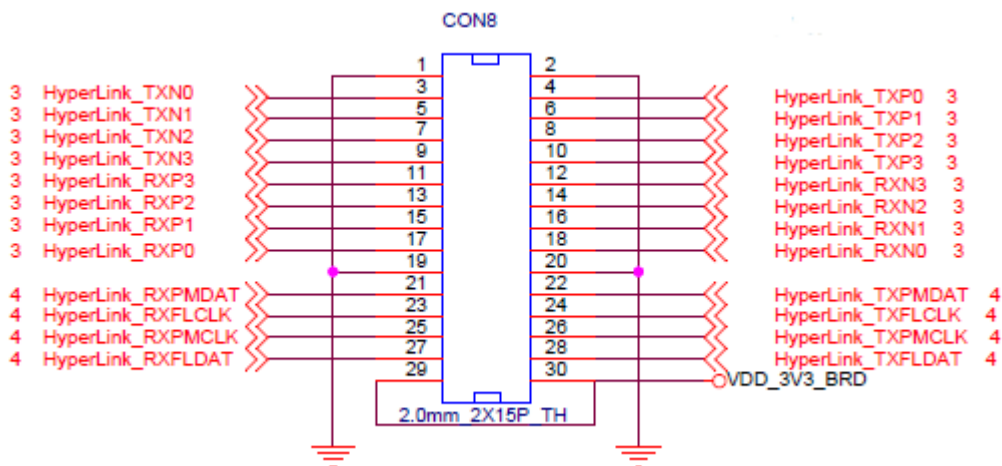 CON8
1 2
3 HyperLink_TXN0 3 4 HyperLink_TXP0 3
3 HyperLink_TXN1 5 6 HyperLink_TXP1 3
3 HyperLink_TXN2 7 8 HyperLink_TXP2 3
3 HyperLink_TXN3 9 10 HyperLink_TXP3 3
3 HyperLink_RXP3 11 12 HyperLink_RXN3 3
3 HyperLink_RXP2 13 14 HyperLink_RXN2 3
3 HyperLink_RXP1 15 16 HyperLink_RXN1 3
3 HyperLink_RXP0 17 18 HyperLink_RXN0 3
19 20
4 HyperLink_RXPMDAT 21 22 HyperLink_TXPMDAT 4
4 HyperLink_RXFLCLK 23 24 HyperLink_TXFLCLK 4
4 HyperLink_RXPMCLK 25 26 HyperLink_TXPMCLK 4
4 HyperLink_RXFLDAT 27 28 HyperLink_TXFLDAT 4
29 30 VDD_3V3_BRD
2.0mm_2X15P_TH